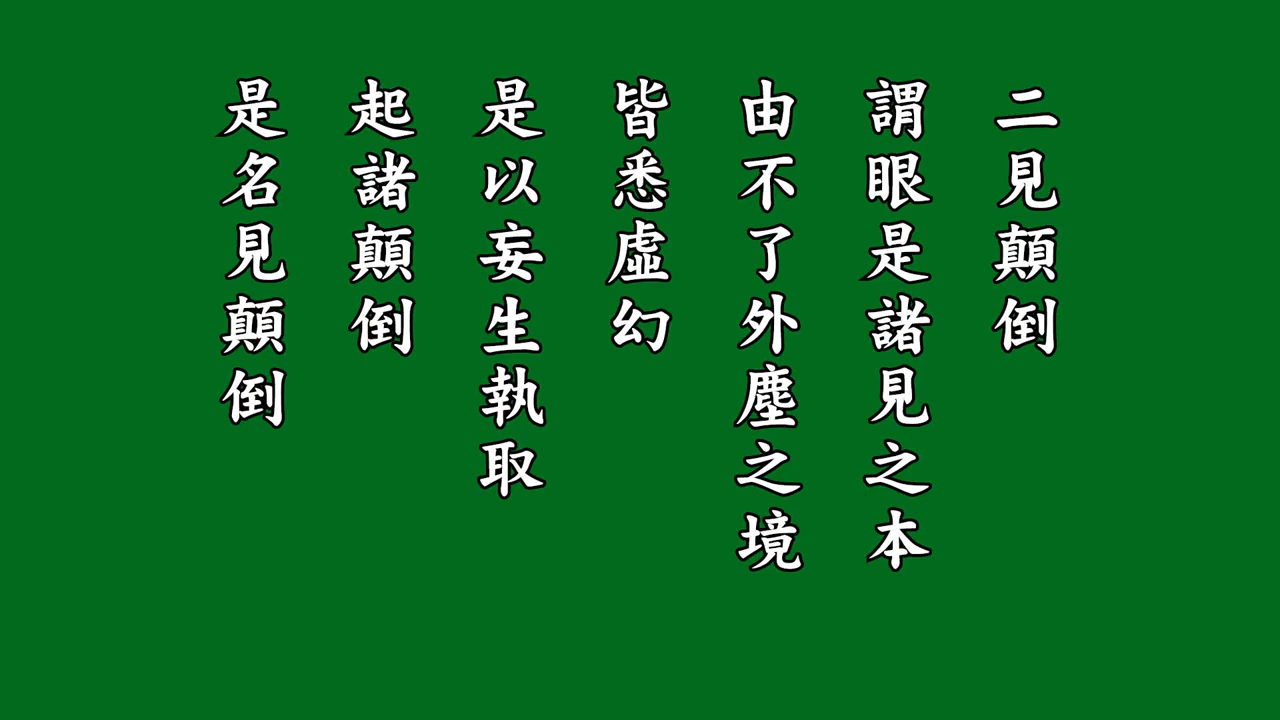 二見顛倒
謂眼是諸見之本
由不了外塵之境
皆悉虛幻
是以妄生執取
起諸顛倒
是名見顛倒